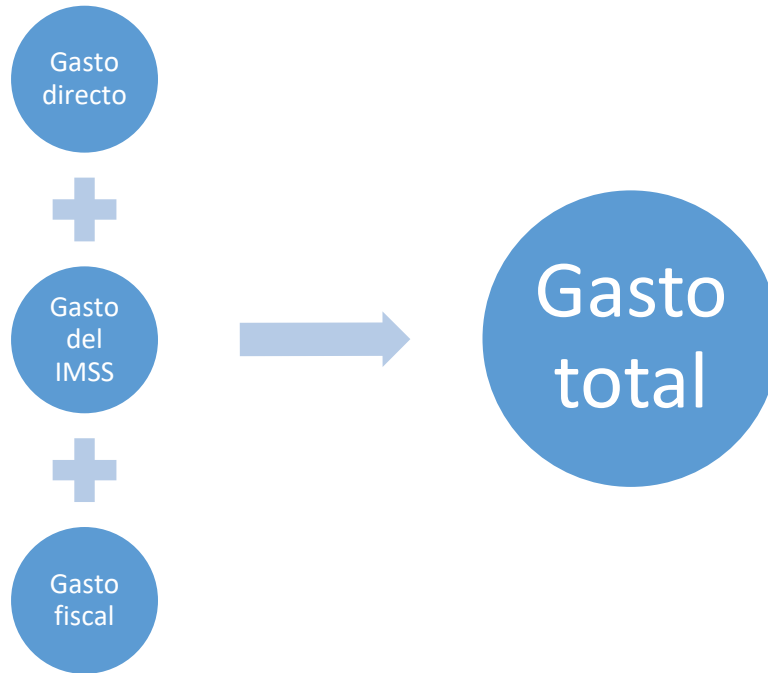 Gasto
directo
Gasto
del
IMSS
Gasto
fiscal
Gasto
total